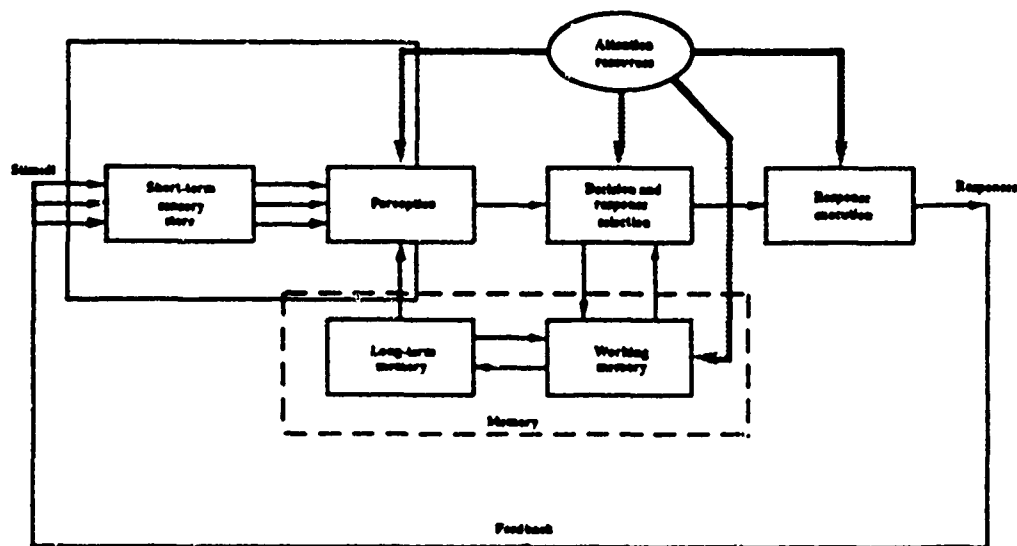 Attention
resources
Stimuli
Short-term
sensory
store
Perception
Decision and
response
selection
Response
execution
Responses
Long-term
memory
Working
memory
Memory
Feedback